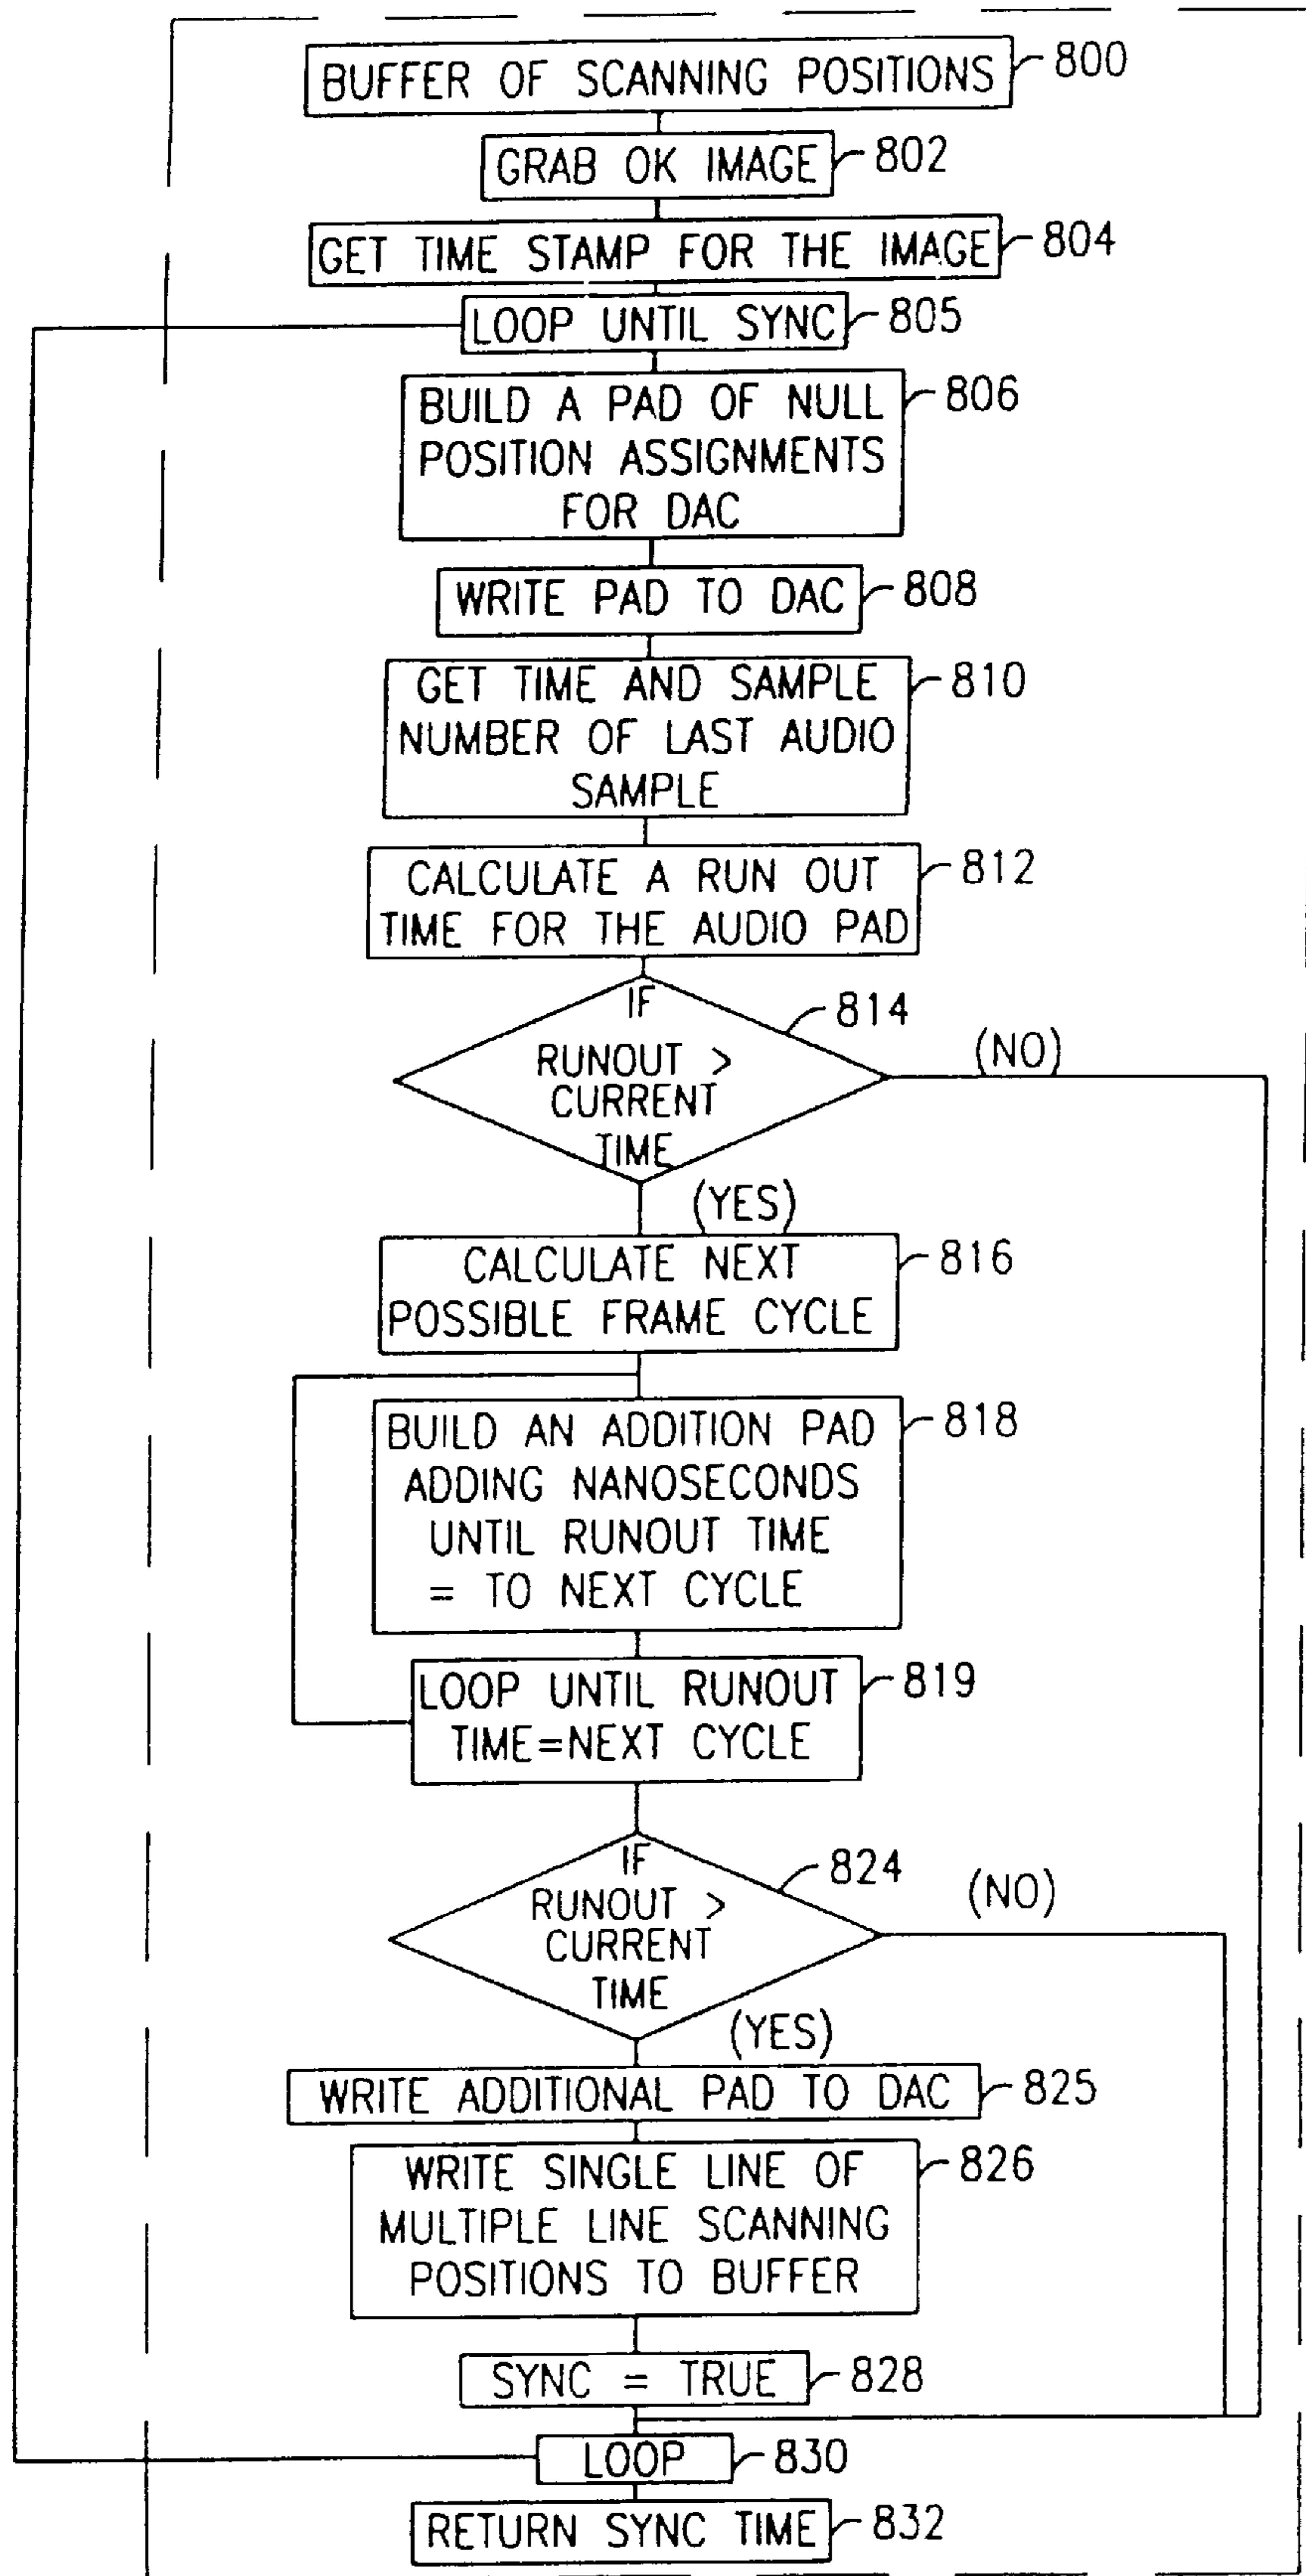 BUFFER OF SCANNING POSITIONS 800
GRAB OK IMAGE 802
GET TIME STAMP FOR THE IMAGE 804
LOOP UNTIL SYNC 805
BUILD A PAD OF NULL 806
POSITION ASSIGNMENTS
FOR DAC
WRITE PAD TO DAC 808
GET TIME AND SAMPLE 810
NUMBER OF LAST AUDIO
SAMPLE
CALCULATE A RUN OUT 812
TIME FOR THE AUDIO PAD
IF 814
RUNOUT > (NO)
CURRENT
TIME
(YES)
CALCULATE NEXT 816
POSSIBLE FRAME CYCLE
BUILD AN ADDITION PAD 818
ADDING NANOSECONDS
UNTIL RUNOUT TIME
= TO NEXT CYCLE
LOOP UNTIL RUNOUT 819
TIME=NEXT CYCLE
IF 824
RUNOUT > (NO)
CURRENT
TIME
(YES)
WRITE ADDITIONAL PAD TO DAC 825
WRITE SINGLE LINE OF 826
MULTIPLE LINE SCANNING
POSITIONS TO BUFFER
SYNC = TRUE 828
LOOP 830
RETURN SYNC TIME 832